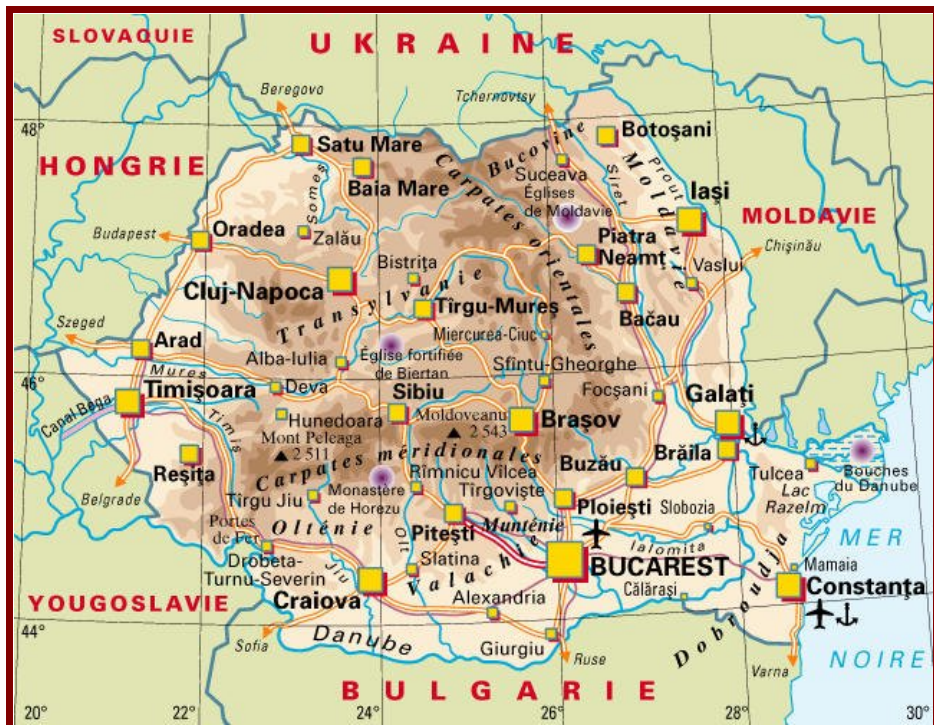 SLOVAQUIE
UKRAINE
Beregovo
Tchernovtsy
48°
Satu Mare
Botoşani
HONGRIE
Baia Mare
Bucovine
Suceava
Églises
de Moldavie
Carpates orientales
Moldavie
Siret
Prout
Iaşi
MOLDAVIE
Somes
Budapest
Oradea
Zalău
Piatra
Neamt
Chişinău
Vaslui
Bistriţa
Cluj-Napoca
Transylvanie
Tîrgu-Mureş
Bačau
Szeged
Arad
Miercurea-Ciuc
Alba-Iulia
Église fortifiée
de Biertan
Sfîntu-Gheorghe
46°
Mures
Timişoara
Deva
Focşani
Galaţi
Canal Bega
Timiş
Sibiu
Hunedoara
Moldoveanu
2 543
Braşov
Mont Peleaga
2 511
Carpates méridionales
Buzău
Brăila
Reşiţa
Rîmnicu Vîlcea
Tulcea
Bouches
du Danube
Belgrade
Tîrgu Jiu
Monastère
de Horezu
Tîrgovişte
Lac
Razelm
Ploieşti
Slobozia
Olténie
Portes
de Fer
Piteşti
Munténie
MER
Drobeta-
Turnu-Severin
Jiu
Olt
Slatina
Valachie
BUCAREST
Ialomita
Mamaia
Constanţa
YOUGOSLAVIE
Craiova
Alexandria
Călăraşi
44°
Sofia
Danube
Giurgiu
Ruse
Dobroudja
Varna
NOIRE
BULGARIE
20°
22°
24°
26°
28°
30°